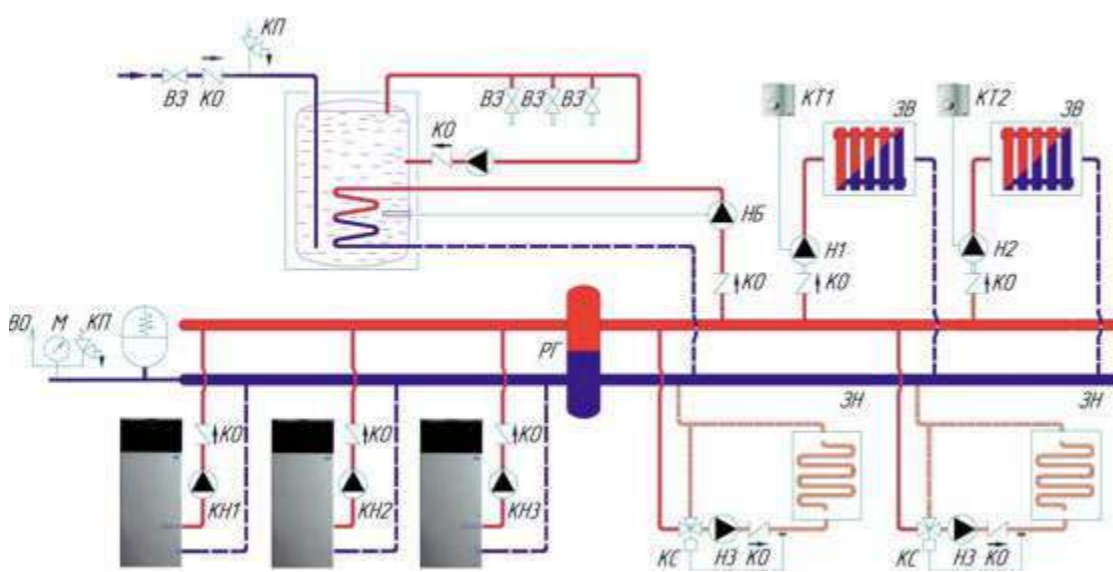 КП
ВЗ
КО
ВЗ
ВЗ
ВЗ
КО
КТ1
ЗВ
КТ2
ЗВ
НБ
Н1
Н2
КО
КО
КО
ВО
М
КП
РГ
ЗН
ЗН
КО
КО
КО
КН1
КН2
КН3
КС
НЗ
КО
КС
НЗ
КО